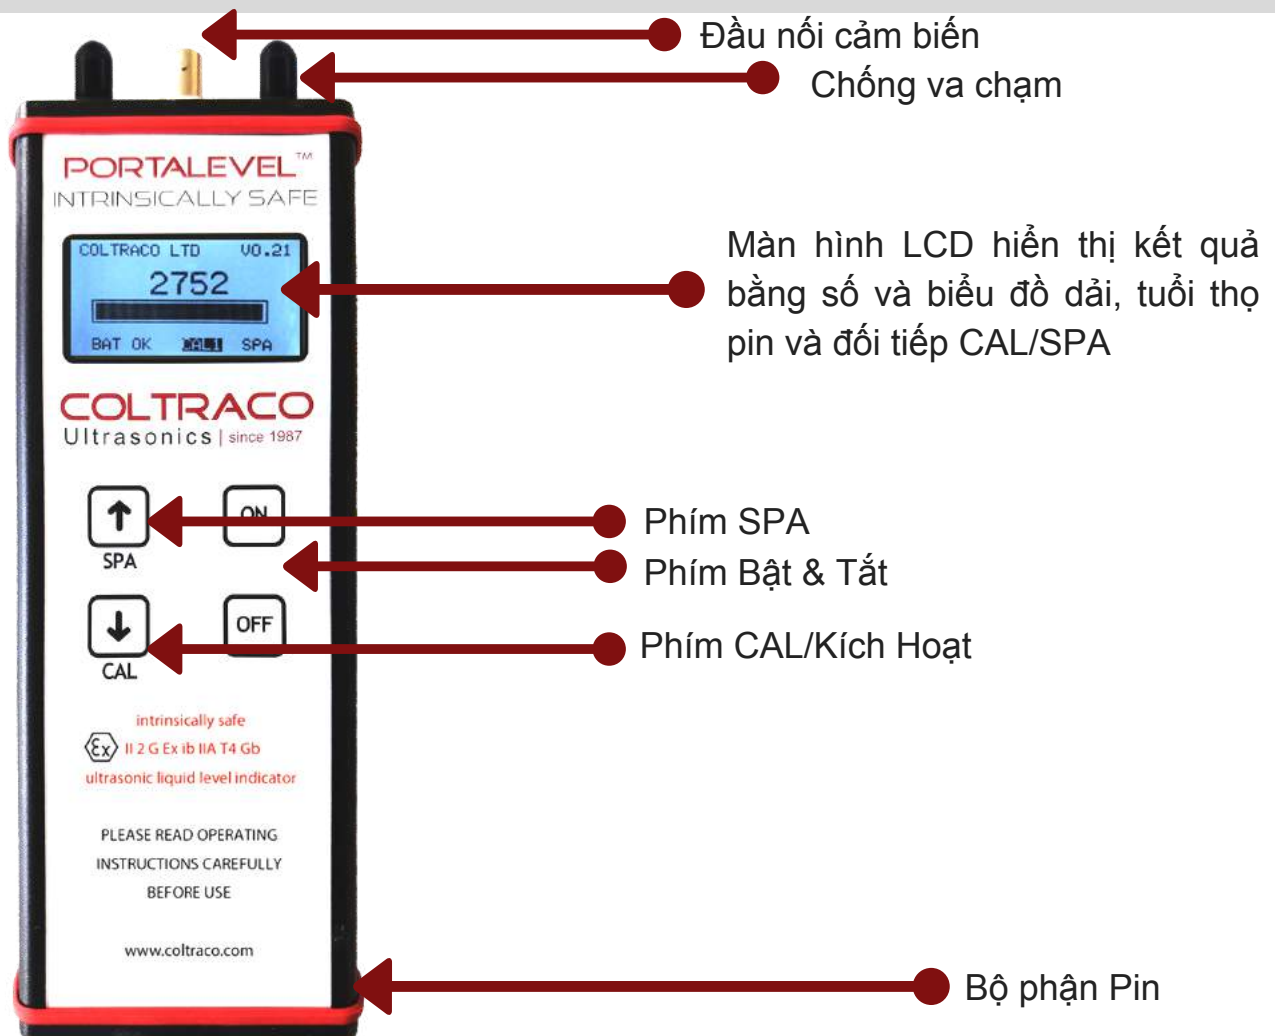 Đầu nối cảm biến
Chống va chạm
PORTALEVEL™
INTRINSICALLY SAFE
COLTRACO LTD V0.21
2752
BAT OK CAL1 SPA
Màn hình LCD hiển thị kết quả
bằng số và biểu đồ dải, tuổi thọ
pin và đối tiếp CAL/SPA
COLTRACO
Ultrasonics | since 1987
ON
Phím SPA
SPA
Phím Bật & Tắt
OFF
Phím CAL/Kích Hoạt
CAL
intrinsically safe
Ex II 2 G Ex ib IIA T4 Gb
ultrasonic liquid level indicator
PLEASE READ OPERATING
INSTRUCTIONS CAREFULLY
BEFORE USE
www.coltraco.com
Bộ phận Pin